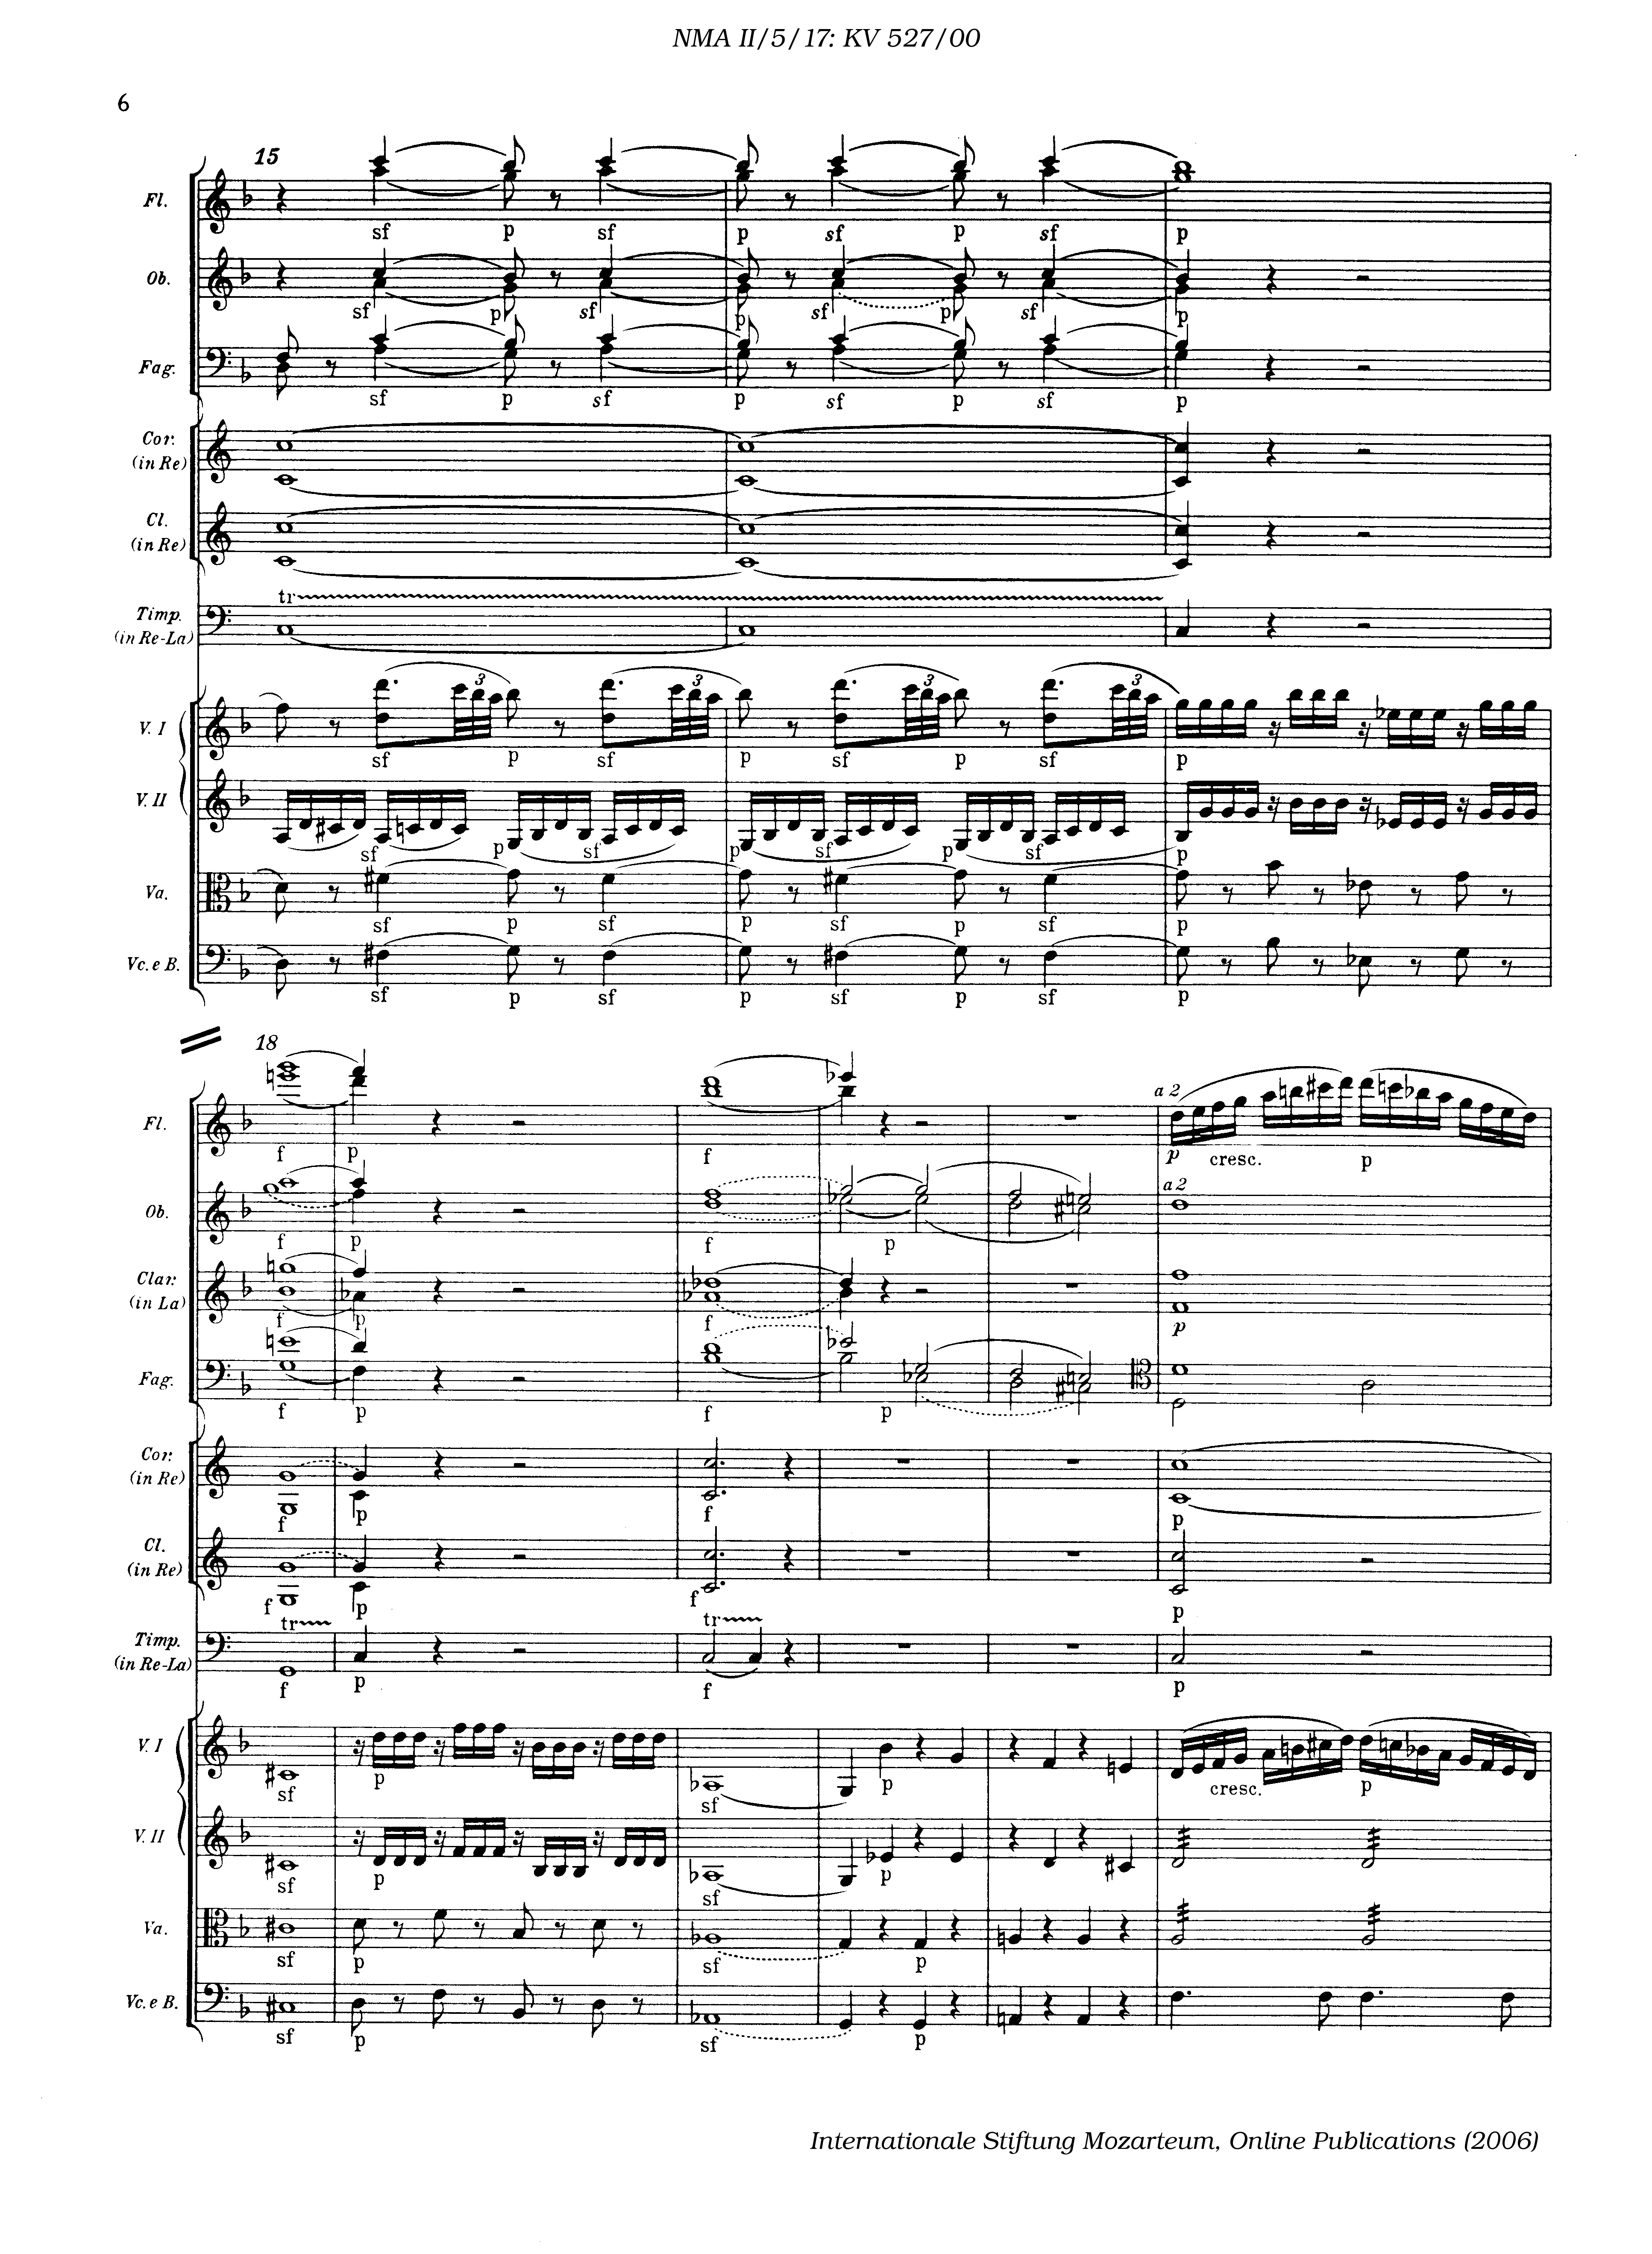 NMA II/5/17: KV 527/00
6
15
Fl.
sf p sf p sf p sf p
Ob.
sf p sf p sf p sf p
Fag.
sf p sf p sf p sf p
Cor.
(in Re)
Cl.
(in Re)
tr
Timp.
(in Re-La)
3 3 3 3
V. I
sf p sf p sf p sf p
V. II
sf p sf p sf p sf p
Va.
sf p sf p sf p sf p
Vc. e B.
sf p sf p sf p sf p
18
a 2
Fl.
f p f p cresc. p
a 2
Ob.
f p f p
Clar.
(in La)
f p f p
Fag.
f p f p
Cor.
(in Re)
f p f p
Cl.
(in Re)
f p f p
tr tr
Timp.
(in Re-La)
f p f p
V. I
sf p sf p cresc. p
V. II
sf p sf p
Va.
sf p sf p
Vc. e B.
sf p sf p
Internationale Stiftung Mozarteum, Online Publications (2006)